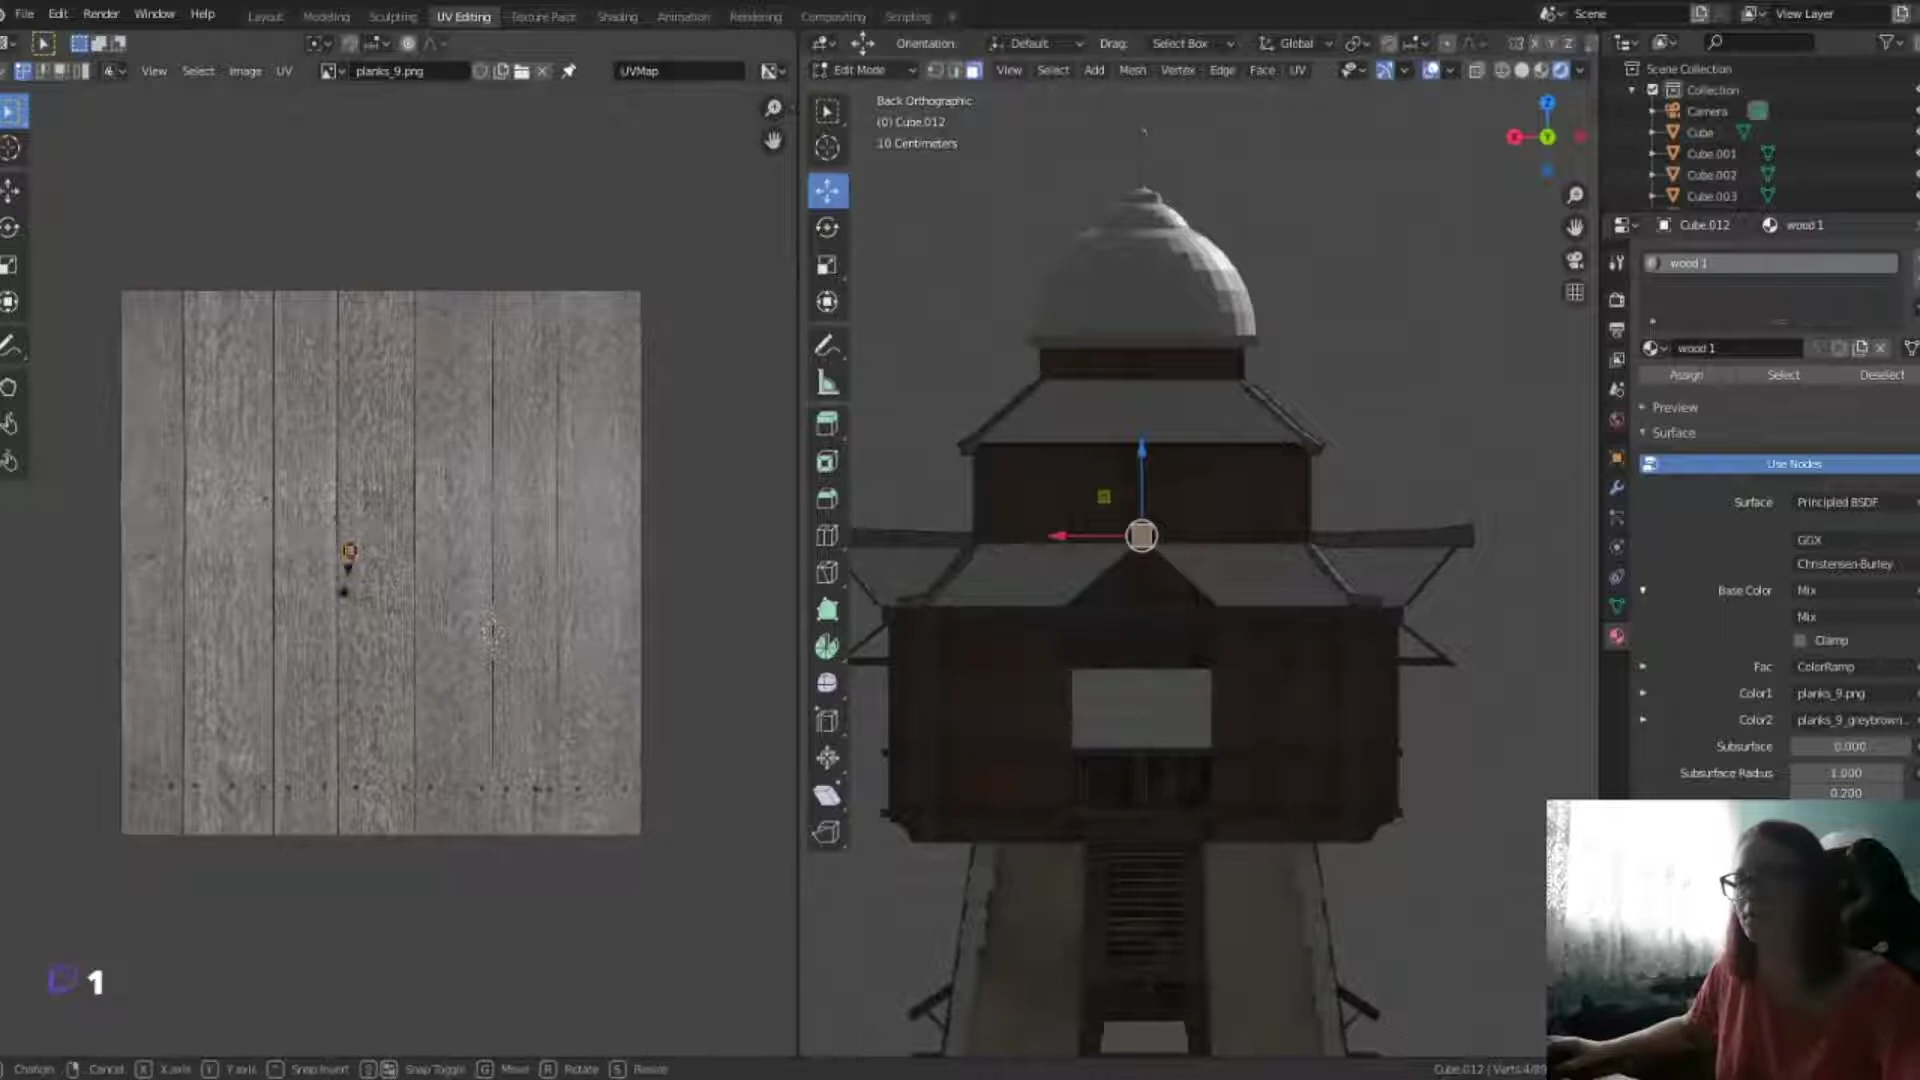 File Edit Render Window Help
Layout Modeling Sculpting UV Editing Texture Paint Shading Animation Rendering Compositing Scripting +
Scene
View Layer
View Select Image UV
planks_9.png
UVMap
Orientation: Default Drag: Select Box Global
X Y Z
Edit Mode View Select Add Mesh Vertex Edge Face UV
Back Orthographic
(0) Cube.012
10 Centimeters
Z
Y
Scene Collection
Collection
Camera
Cube
Cube.001
Cube.002
Cube.003
Cube.012 wood 1
wood 1
wood 1
Assign Select Deselect
Preview
Surface
Use Nodes
Surface Principled BSDF
GGX
Christensen-Burley
Base Color Mix
Mix
Clamp
Fac ColorRamp
Color1 planks_9.png
Color2 planks_9_greybrown..
Subsurface 0.000
Subsurface Radius 1.000
0.200
1
Cancel X X axis Y Y axis Snap Invert Snap Toggle G Move R Rotate S Resize
Cube.012 | Verts:4/89